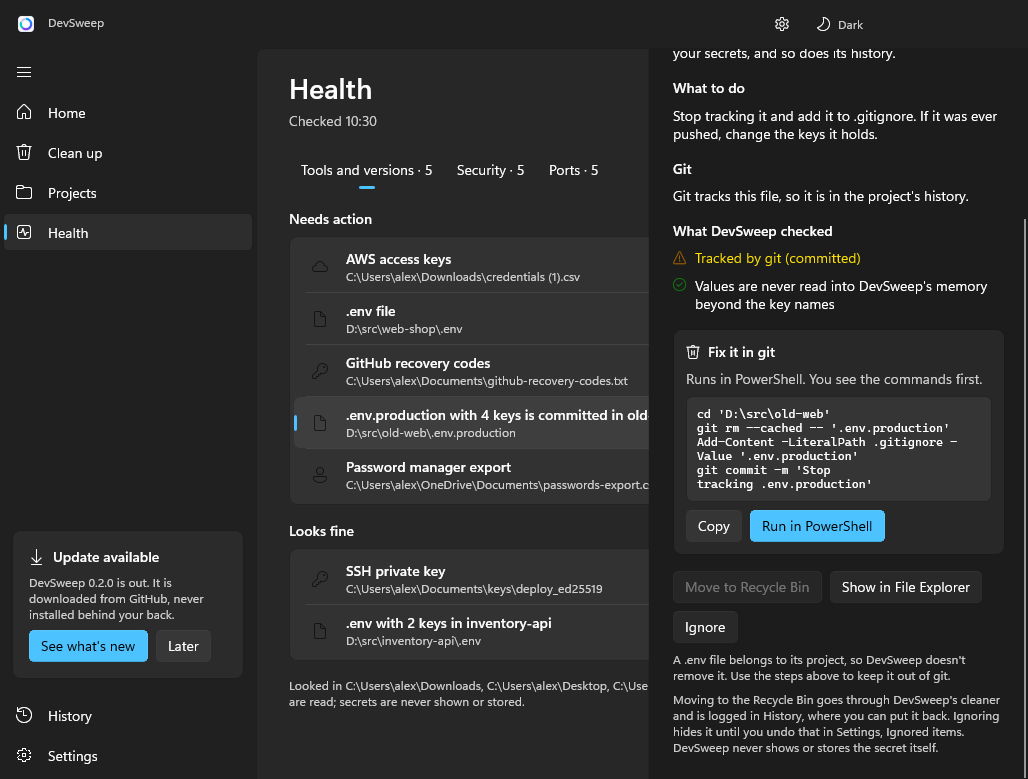 DevSweep
Dark
Home
Clean up
Projects
Health
Update available
DevSweep 0.2.0 is out. It is
downloaded from GitHub, never
installed behind your back.
See what's new
Later
History
Settings
Health
Checked 10:30
Tools and versions · 5
Security · 5
Ports · 5
Needs action
AWS access keys
C:\Users\alex\Downloads\credentials (1).csv
.env file
D:\src\web-shop\.env
GitHub recovery codes
C:\Users\alex\Documents\github-recovery-codes.txt
.env.production with 4 keys is committed in old-
D:\src\old-web\.env.production
Password manager export
C:\Users\alex\OneDrive\Documents\passwords-export.c
Looks fine
SSH private key
C:\Users\alex\Documents\keys\deploy_ed25519
.env with 2 keys in inventory-api
D:\src\inventory-api\.env
Looked in C:\Users\alex\Downloads, C:\Users\alex\Desktop, C:\Use
are read; secrets are never shown or stored.
your secrets, and so does its history.
What to do
Stop tracking it and add it to .gitignore. If it was ever
pushed, change the keys it holds.
Git
Git tracks this file, so it is in the project's history.
What DevSweep checked
Tracked by git (committed)
Values are never read into DevSweep's memory
beyond the key names
Fix it in git
Runs in PowerShell. You see the commands first.
cd 'D:\src\old-web'
git rm --cached -- '.env.production'
Add-Content -LiteralPath .gitignore -
Value '.env.production'
git commit -m 'Stop
tracking .env.production'
Copy
Run in PowerShell
Move to Recycle Bin
Show in File Explorer
Ignore
A .env file belongs to its project, so DevSweep doesn't
remove it. Use the steps above to keep it out of git.
Moving to the Recycle Bin goes through DevSweep's cleaner
and is logged in History, where you can put it back. Ignoring
hides it until you undo that in Settings, Ignored items.
DevSweep never shows or stores the secret itself.